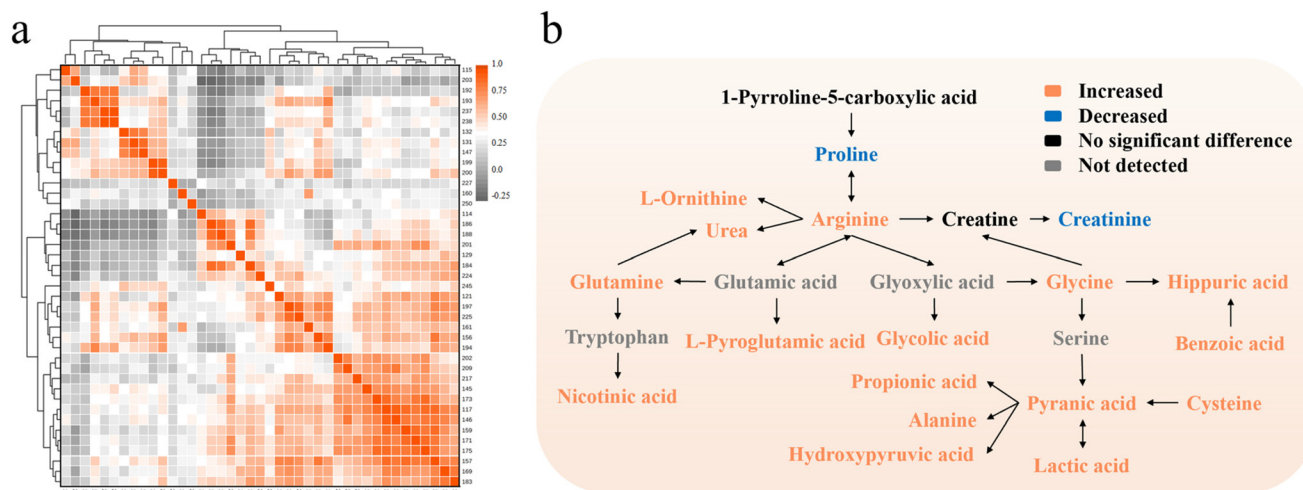 a
1.0
0.75
0.50
0.25
0.0
-0.25
115
203
192
193
237
238
132
131
147
199
200
227
160
250
114
186
188
201
129
184
224
245
121
197
225
161
156
194
202
209
217
145
173
117
146
159
171
175
157
169
183
b
Increased
Decreased
No significant difference
Not detected
1-Pyrroline-5-carboxylic acid
Proline
L-Ornithine
Arginine
Creatine
Creatinine
Urea
Glutamine
Glutamic acid
Glyoxylic acid
Glycine
Hippuric acid
Tryptophan
L-Pyroglutamic acid
Glycolic acid
Serine
Benzoic acid
Nicotinic acid
Propionic acid
Pyranic acid
Cysteine
Alanine
Hydroxypyruvic acid
Lactic acid